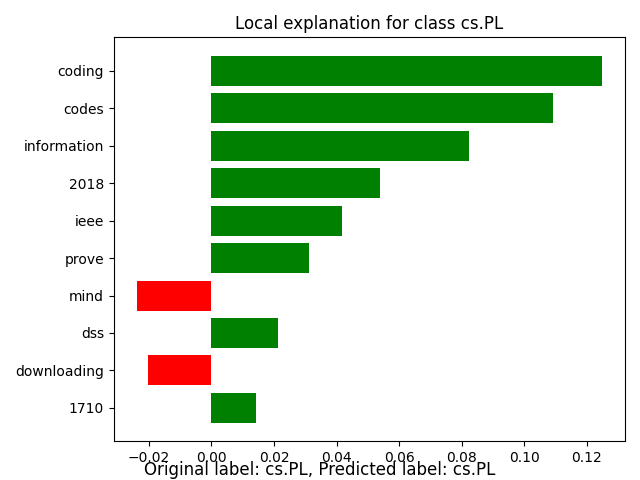 Local explanation for class cs.PL
coding
codes
information
2018
ieee
prove
mind
dss
downloading
1710
−0.02 0.00 0.02 0.04 0.06 0.08 0.10 0.12
Original label: cs.PL, Predicted label: cs.PL